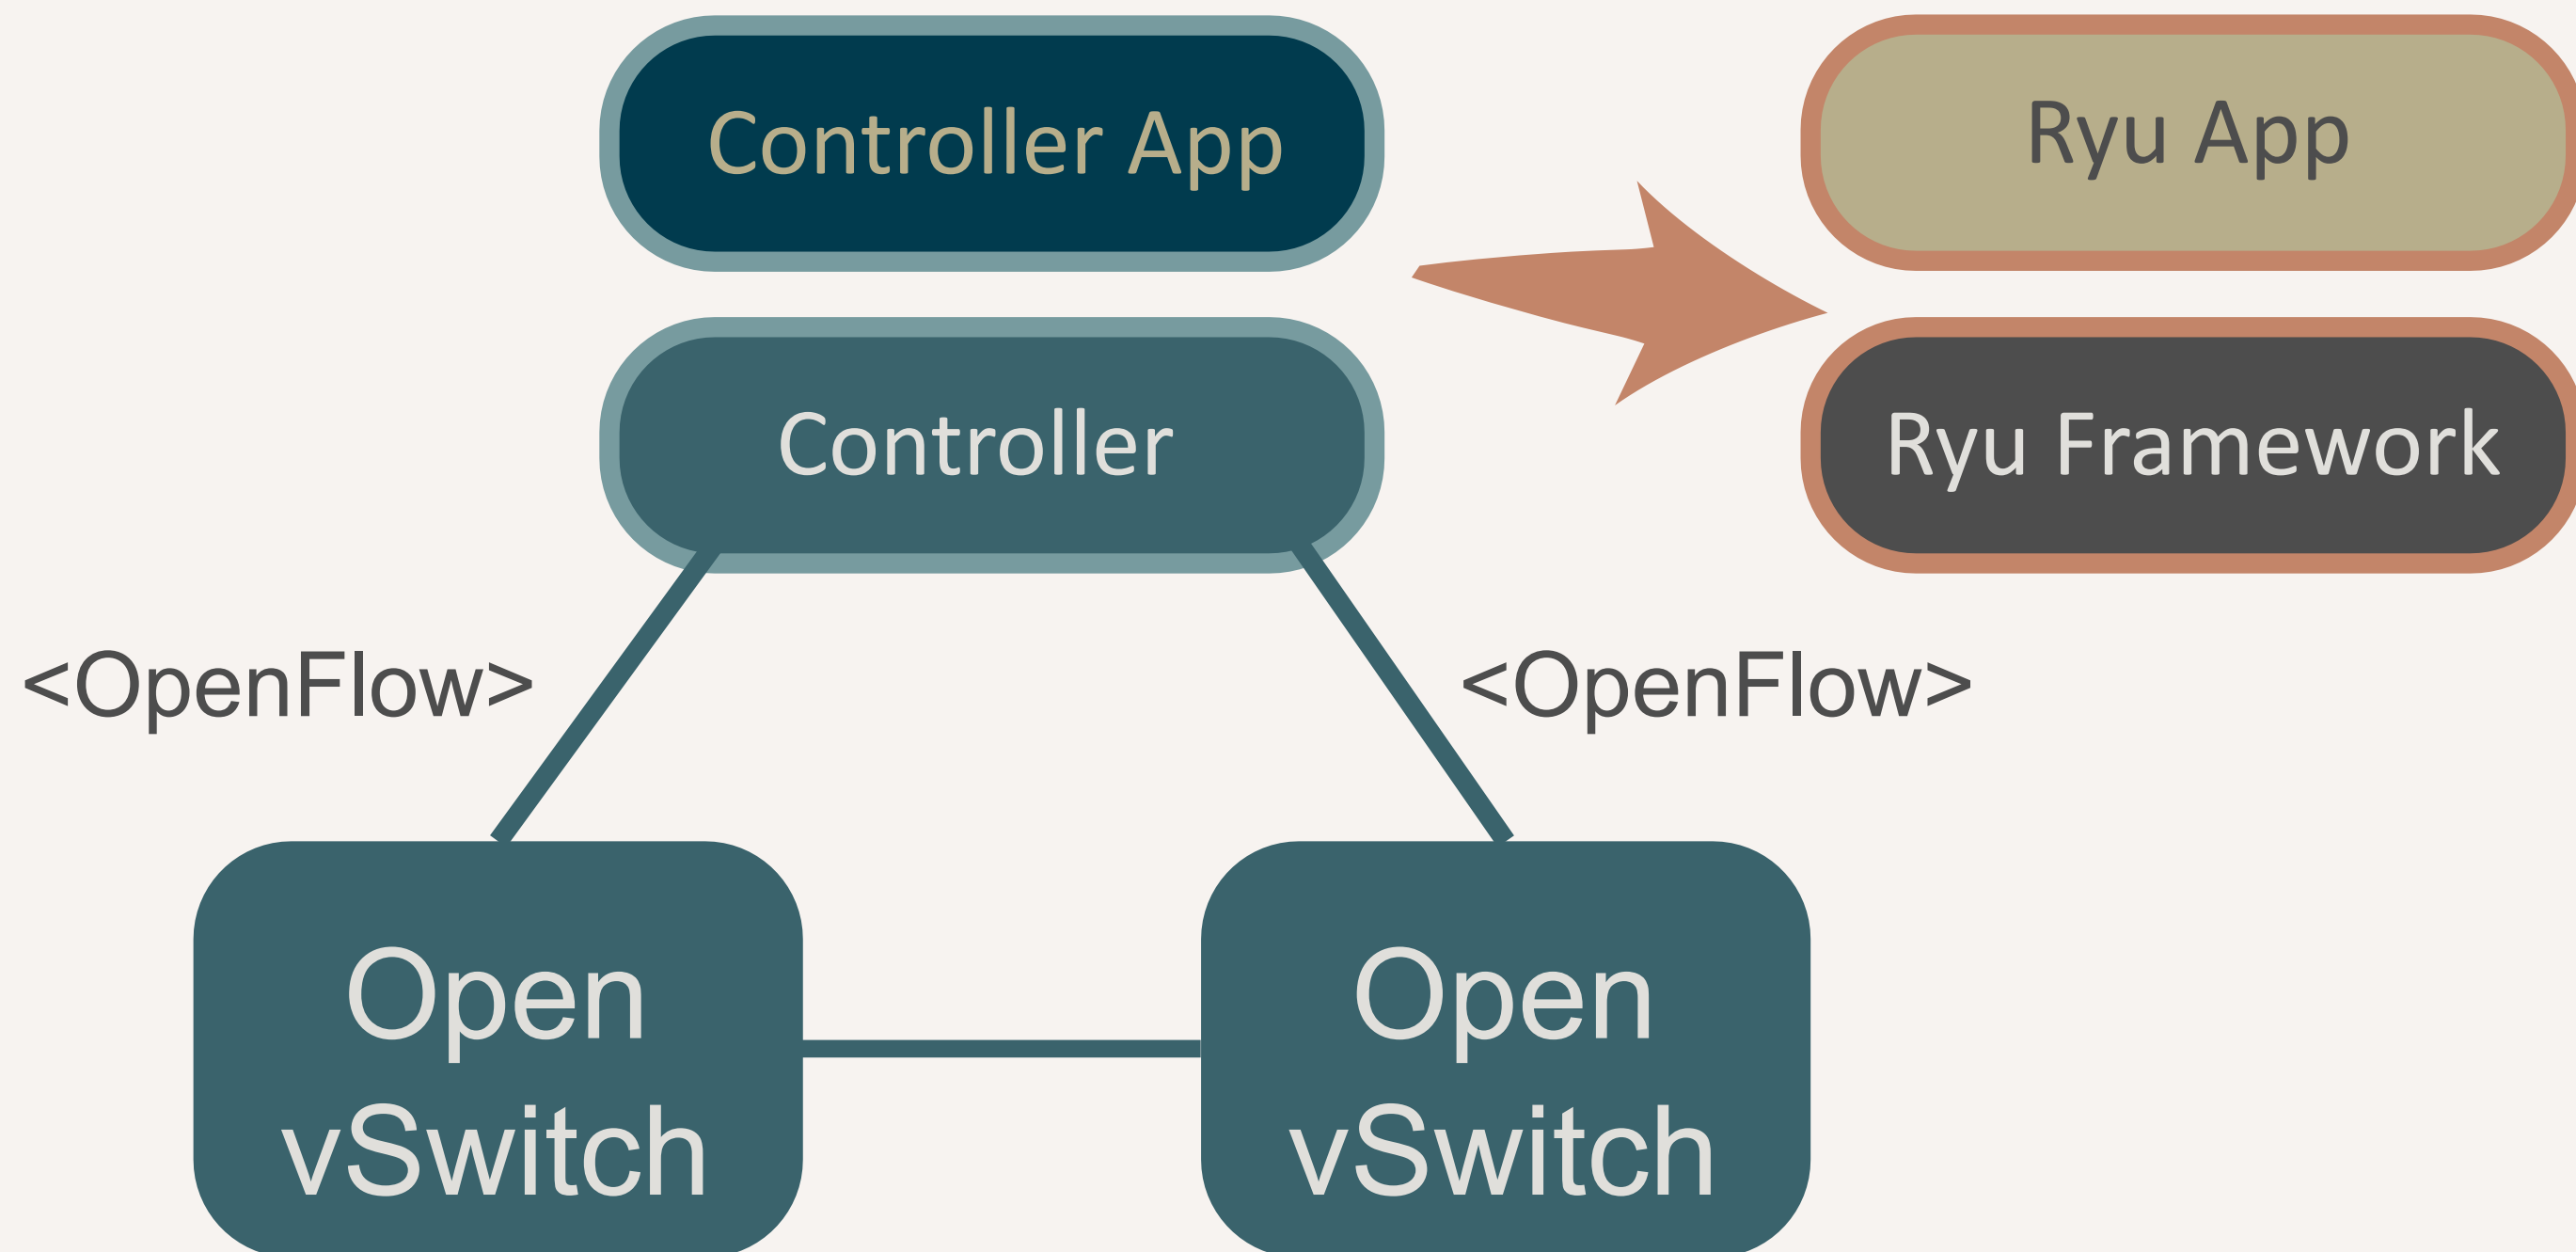 Controller App
Ryu App
Controller
Ryu Framework
<OpenFlow>
<OpenFlow>
Open
vSwitch
Open
vSwitch